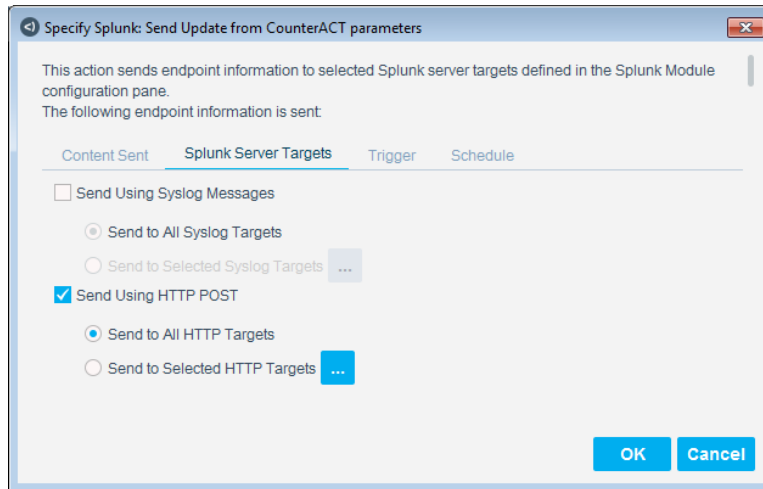 Specify Splunk: Send Update from CounterACT parameters
This action sends endpoint information to selected Splunk server targets defined in the Splunk Module
configuration pane.
The following endpoint information is sent:
Content Sent Splunk Server Targets Trigger Schedule
Send Using Syslog Messages
Send to All Syslog Targets
Send to Selected Syslog Targets ...
Send Using HTTP POST
Send to All HTTP Targets
Send to Selected HTTP Targets ...
OK Cancel